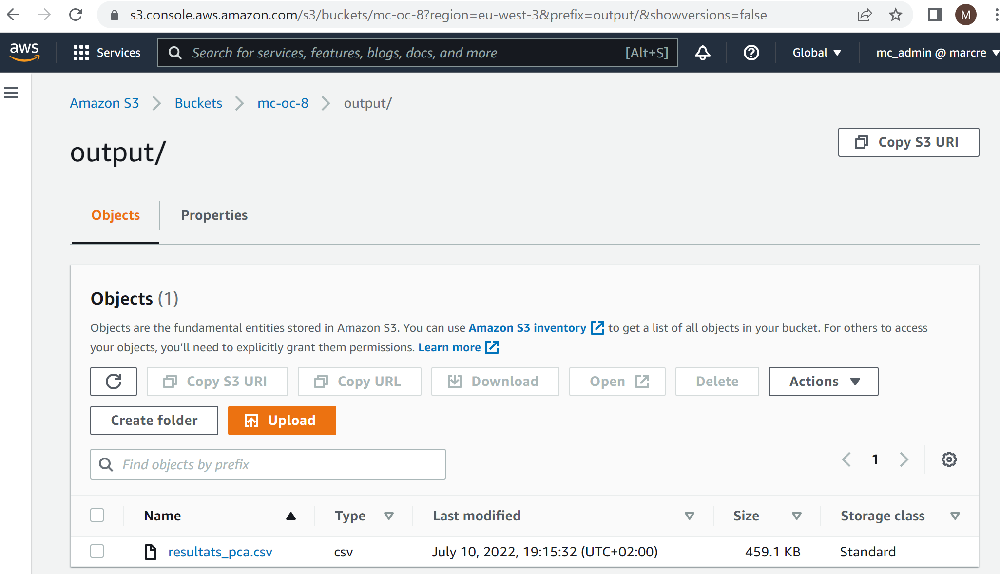 s3.console.aws.amazon.com/s3/buckets/mc-oc-8?region=eu-west-3&prefix=output/&showversions=false
M
aws Services Search for services, features, blogs, docs, and more [Alt+S] Global mc_admin @ marcre
Amazon S3 Buckets mc-oc-8 output/
output/
Copy S3 URI
Objects Properties
Objects (1)
Objects are the fundamental entities stored in Amazon S3. You can use Amazon S3 inventory to get a list of all objects in your bucket. For others to access
your objects, you'll need to explicitly grant them permissions. Learn more
Copy S3 URI Copy URL Download Open Delete Actions
Create folder Upload
Find objects by prefix 1
Name Type Last modified Size Storage class
resultats_pca.csv csv July 10, 2022, 19:15:32 (UTC+02:00) 459.1 KB Standard